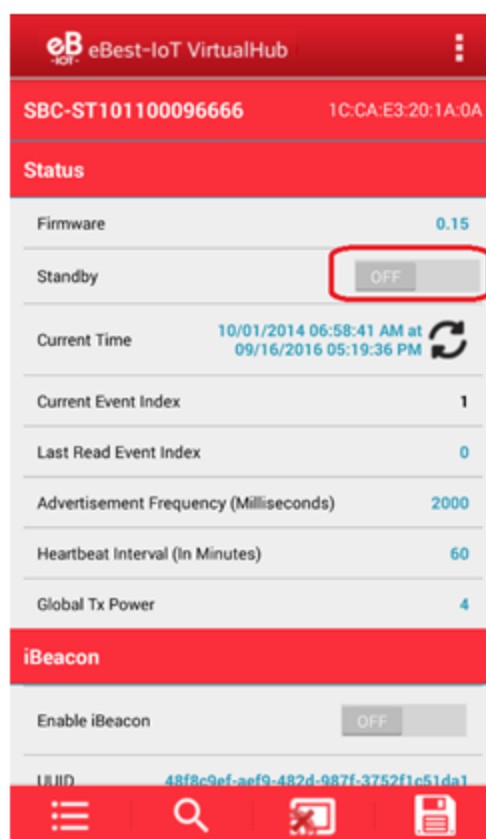 eB
-IOT-
eBest-IoT VirtualHub
SBC-ST101100096666 1C:CA:E3:20:1A:0A
Status
Firmware 0.15
Standby OFF
Current Time 10/01/2014 06:58:41 AM at
09/16/2016 05:19:36 PM
Current Event Index 1
Last Read Event Index 0
Advertisement Frequency (Milliseconds) 2000
Heartbeat Interval (In Minutes) 60
Global Tx Power 4
iBeacon
Enable iBeacon OFF
UUID 48f8c9ef-aef9-482d-987f-3752f1c51da1